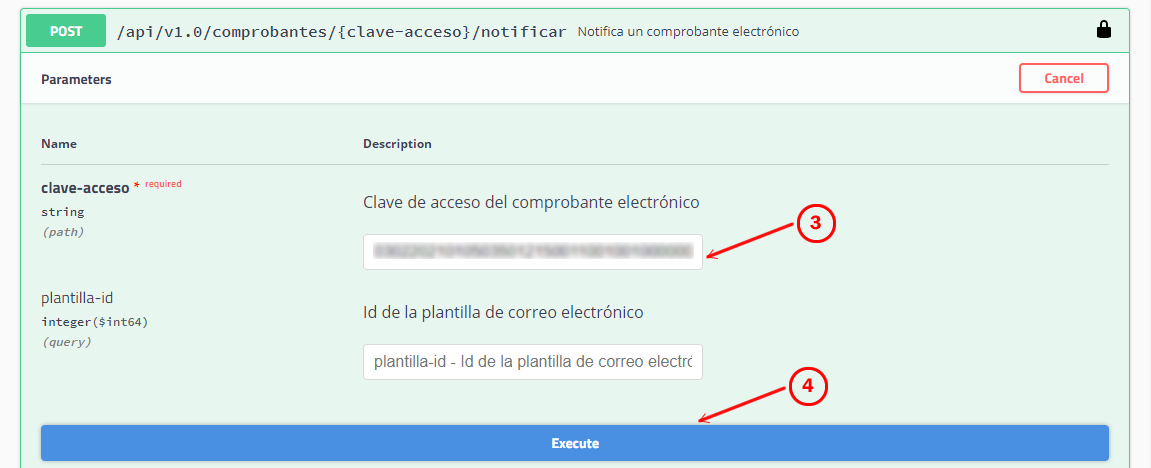 POST /api/v1.0/comprobantes/{clave-acceso}/notificar Notifica un comprobante electrónico
Parameters Cancel
Name Description
clave-acceso * required
string
(path)
Clave de acceso del comprobante electrónico
3
plantilla-id
integer($int64)
(query)
Id de la plantilla de correo electrónico
plantilla-id - Id de la plantilla de correo electró
4
Execute